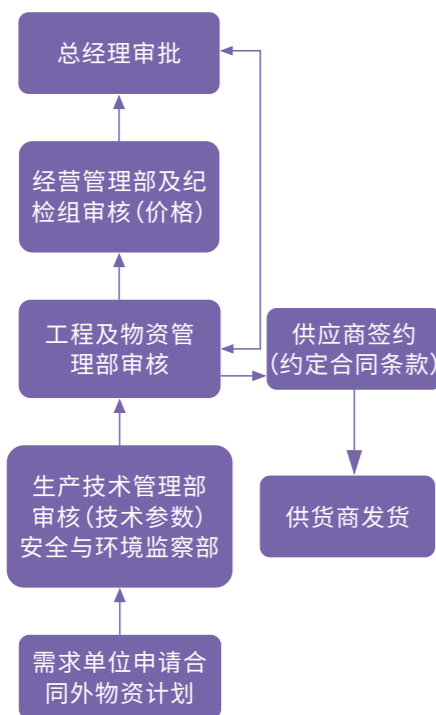 总经理审批
经营管理部及纪
检组审核(价格)
工程及物资管
理部审核
供应商签约
(约定合同条款)
生产技术管理部
审核(技术参数)
安全与环境监察部
供货商发货
需求单位申请合
同外物资计划